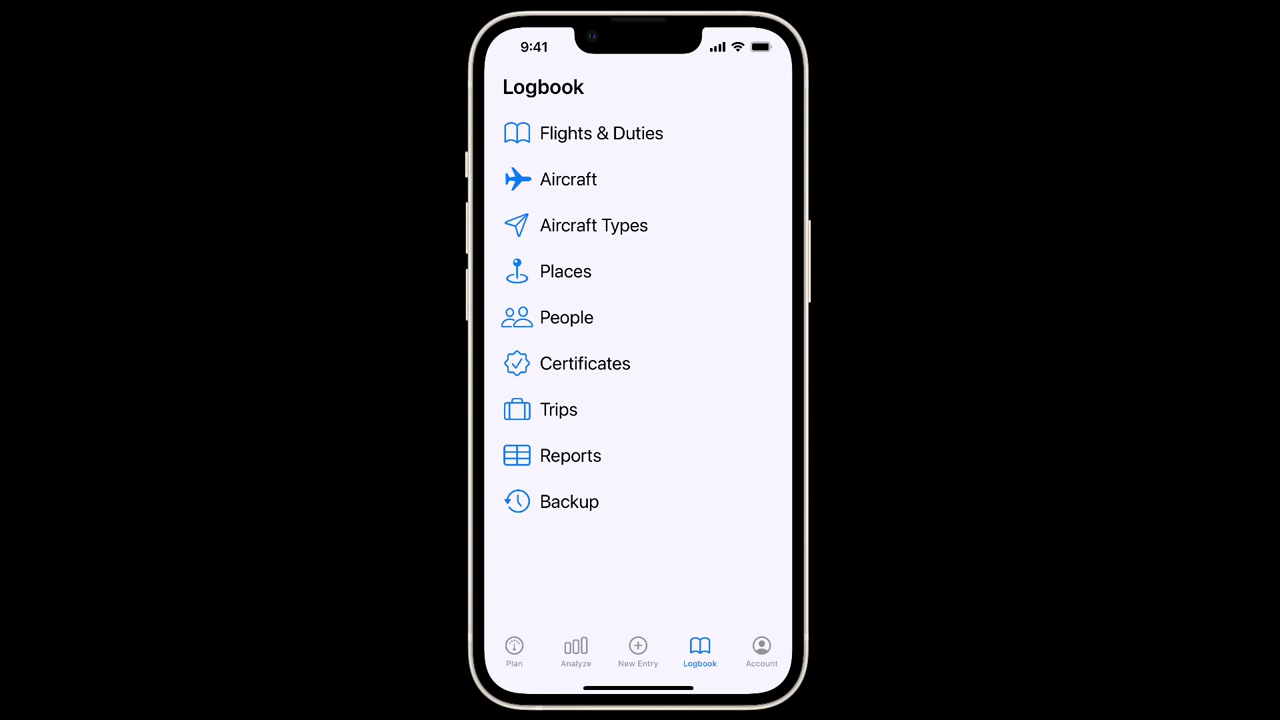 9:41
Logbook
Flights & Duties
Aircraft
Aircraft Types
Places
People
Certificates
Trips
Reports
Backup
Plan Analyze New Entry Logbook Account